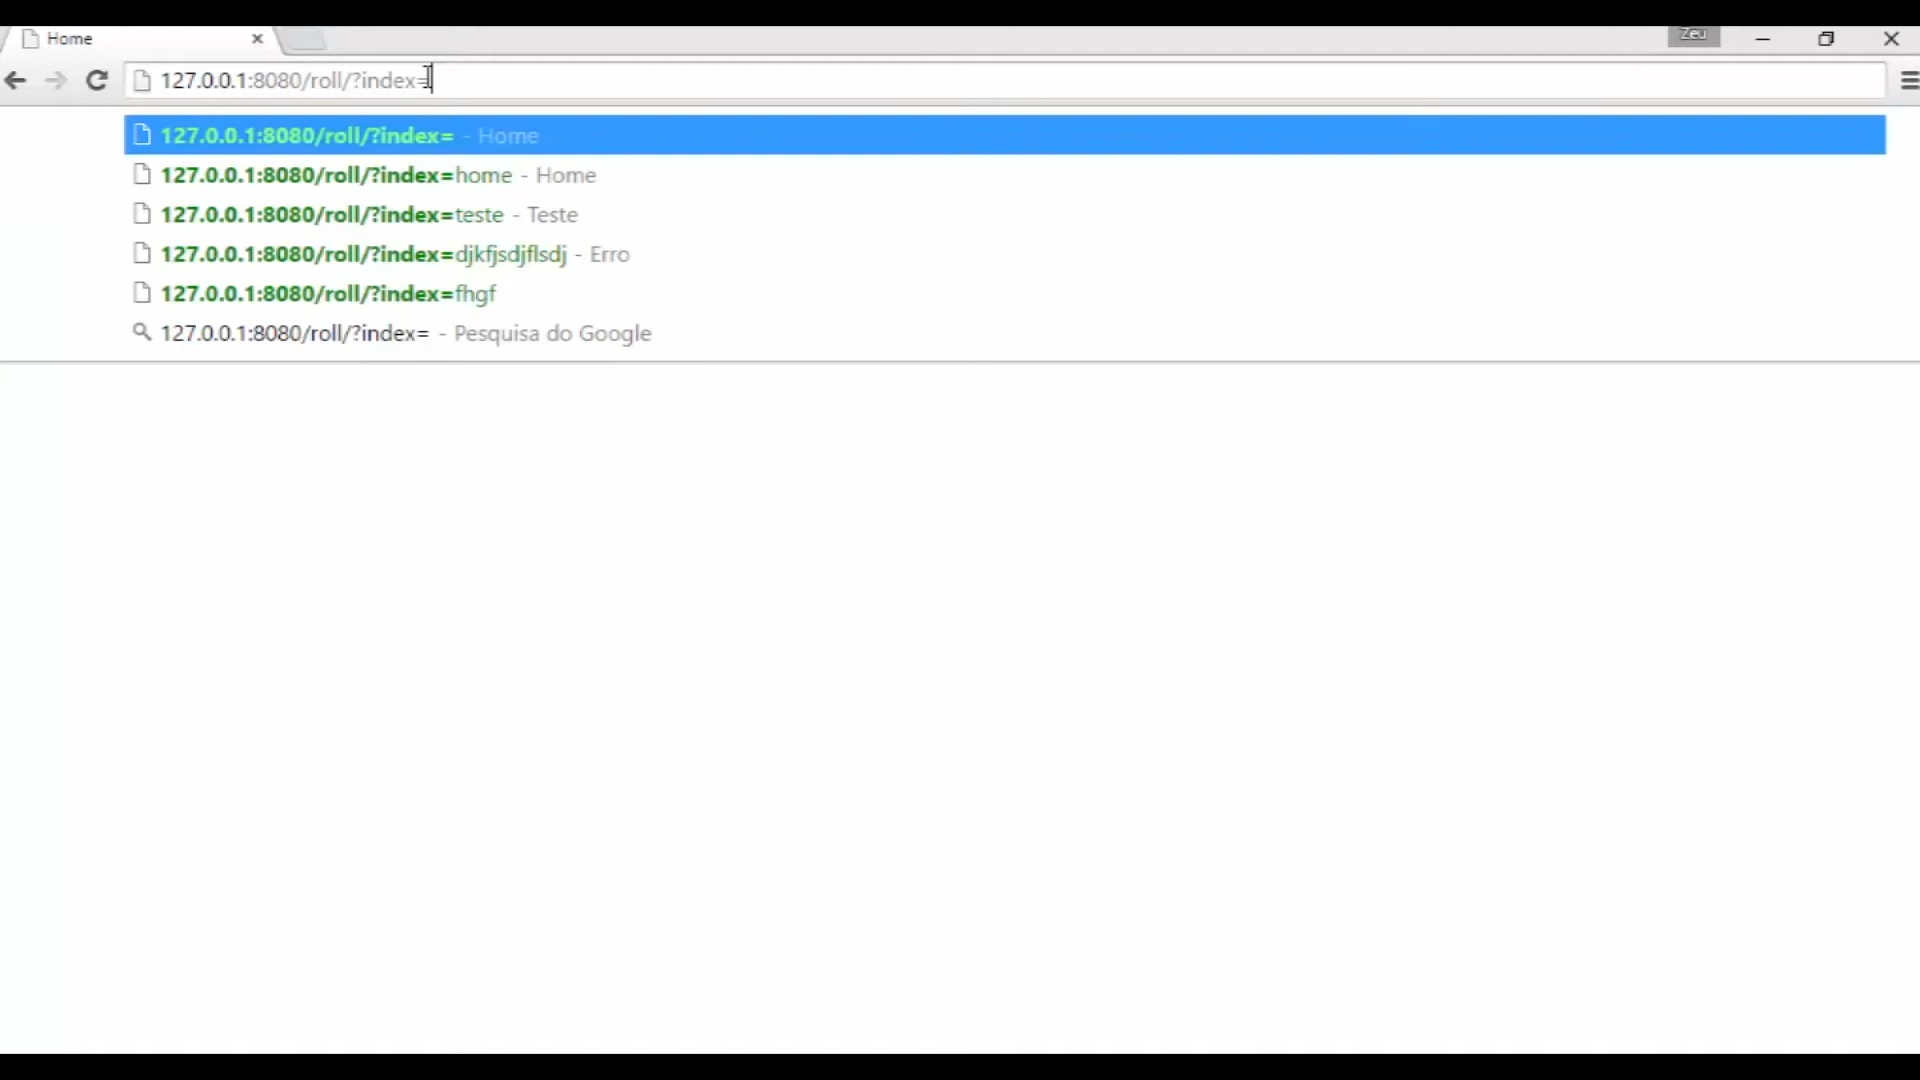 Home
Zeu
127.0.0.1:8080/roll/?index=
127.0.0.1:8080/roll/?index= - Home
127.0.0.1:8080/roll/?index=home - Home
127.0.0.1:8080/roll/?index=teste - Teste
127.0.0.1:8080/roll/?index=djkfjsdjflsdj - Erro
127.0.0.1:8080/roll/?index=fhgf
127.0.0.1:8080/roll/?index= - Pesquisa do Google